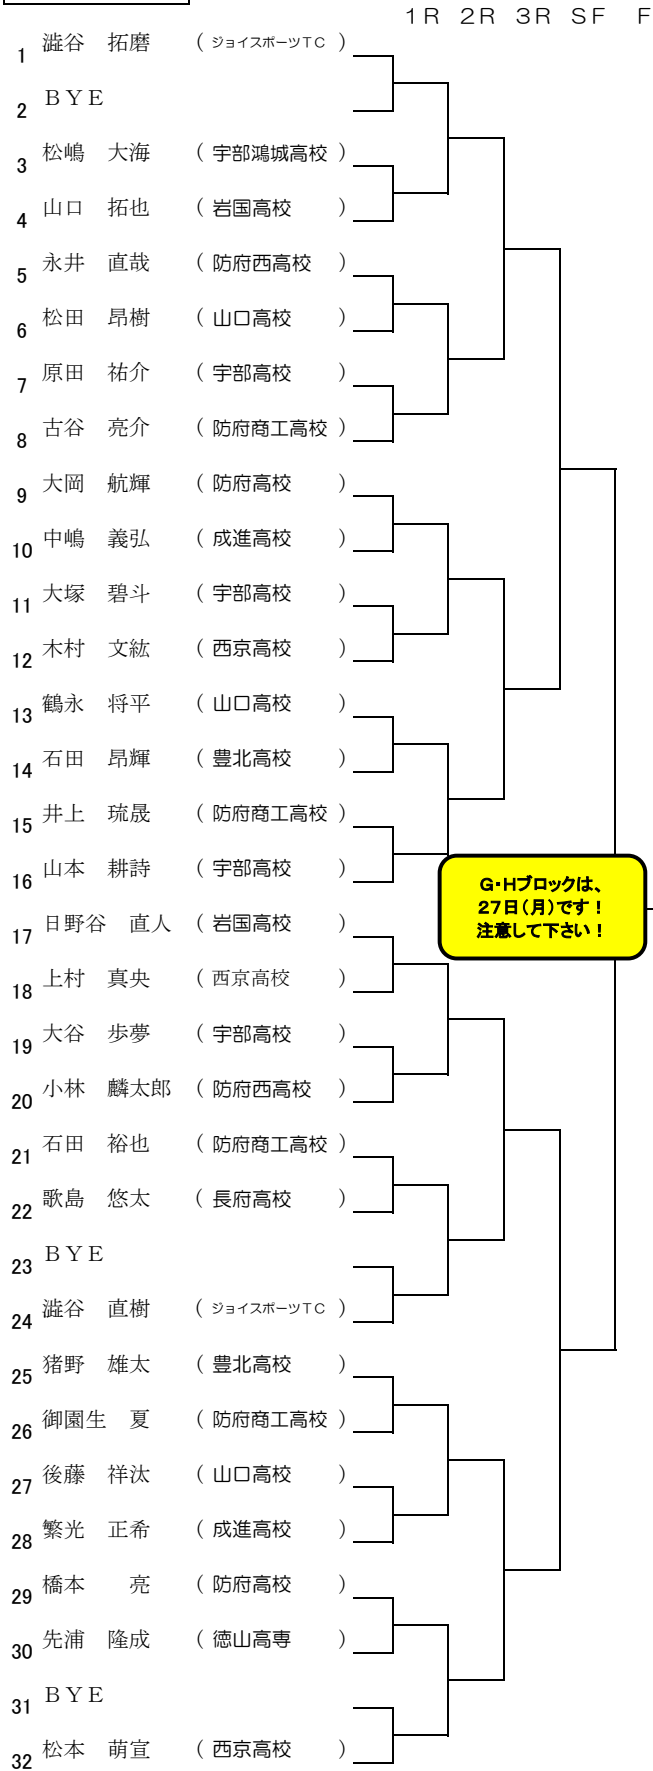 １Ｒ ２Ｒ ３Ｒ ＳＦ Ｆ
1 澁谷　拓磨 （ジョイスポーツＴＣ）
2 ＢＹＥ
3 松嶋　大海 （宇部鴻城高校）
4 山口　拓也 （岩国高校）
5 永井　直哉 （防府西高校）
6 松田　昂樹 （山口高校）
7 原田　祐介 （宇部高校）
8 古谷　亮介 （防府商工高校）
9 大岡　航輝 （防府高校）
10 中嶋　義弘 （成進高校）
11 大塚　碧斗 （宇部高校）
12 木村　文紘 （西京高校）
13 鶴永　将平 （山口高校）
14 石田　昂輝 （豊北高校）
15 井上　琉晟 （防府商工高校）
16 山本　耕詩 （宇部高校）
G・Hブロックは、
27日（月）です！
注意して下さい！
17 日野谷　直人 （岩国高校）
18 上村　真央 （西京高校）
19 大谷　歩夢 （宇部高校）
20 小林　麟太郎 （防府西高校）
21 石田　裕也 （防府商工高校）
22 歌島　悠太 （長府高校）
23 ＢＹＥ
24 澁谷　直樹 （ジョイスポーツＴＣ）
25 猪野　雄太 （豊北高校）
26 御園生　夏 （防府商工高校）
27 後藤　祥汰 （山口高校）
28 繁光　正希 （成進高校）
29 橋本　　亮 （防府高校）
30 先浦　隆成 （徳山高専）
31 ＢＹＥ
32 松本　萌宣 （西京高校）